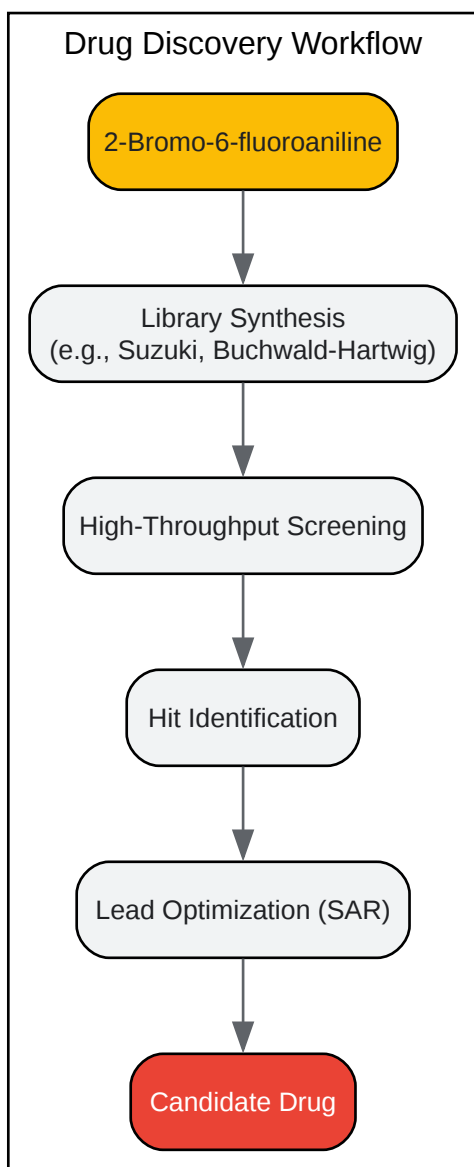 Drug Discovery Workflow
2-Bromo-6-fluoroaniline
Library Synthesis
(e.g., Suzuki, Buchwald-Hartwig)
High-Throughput Screening
Hit Identification
Lead Optimization (SAR)
Candidate Drug